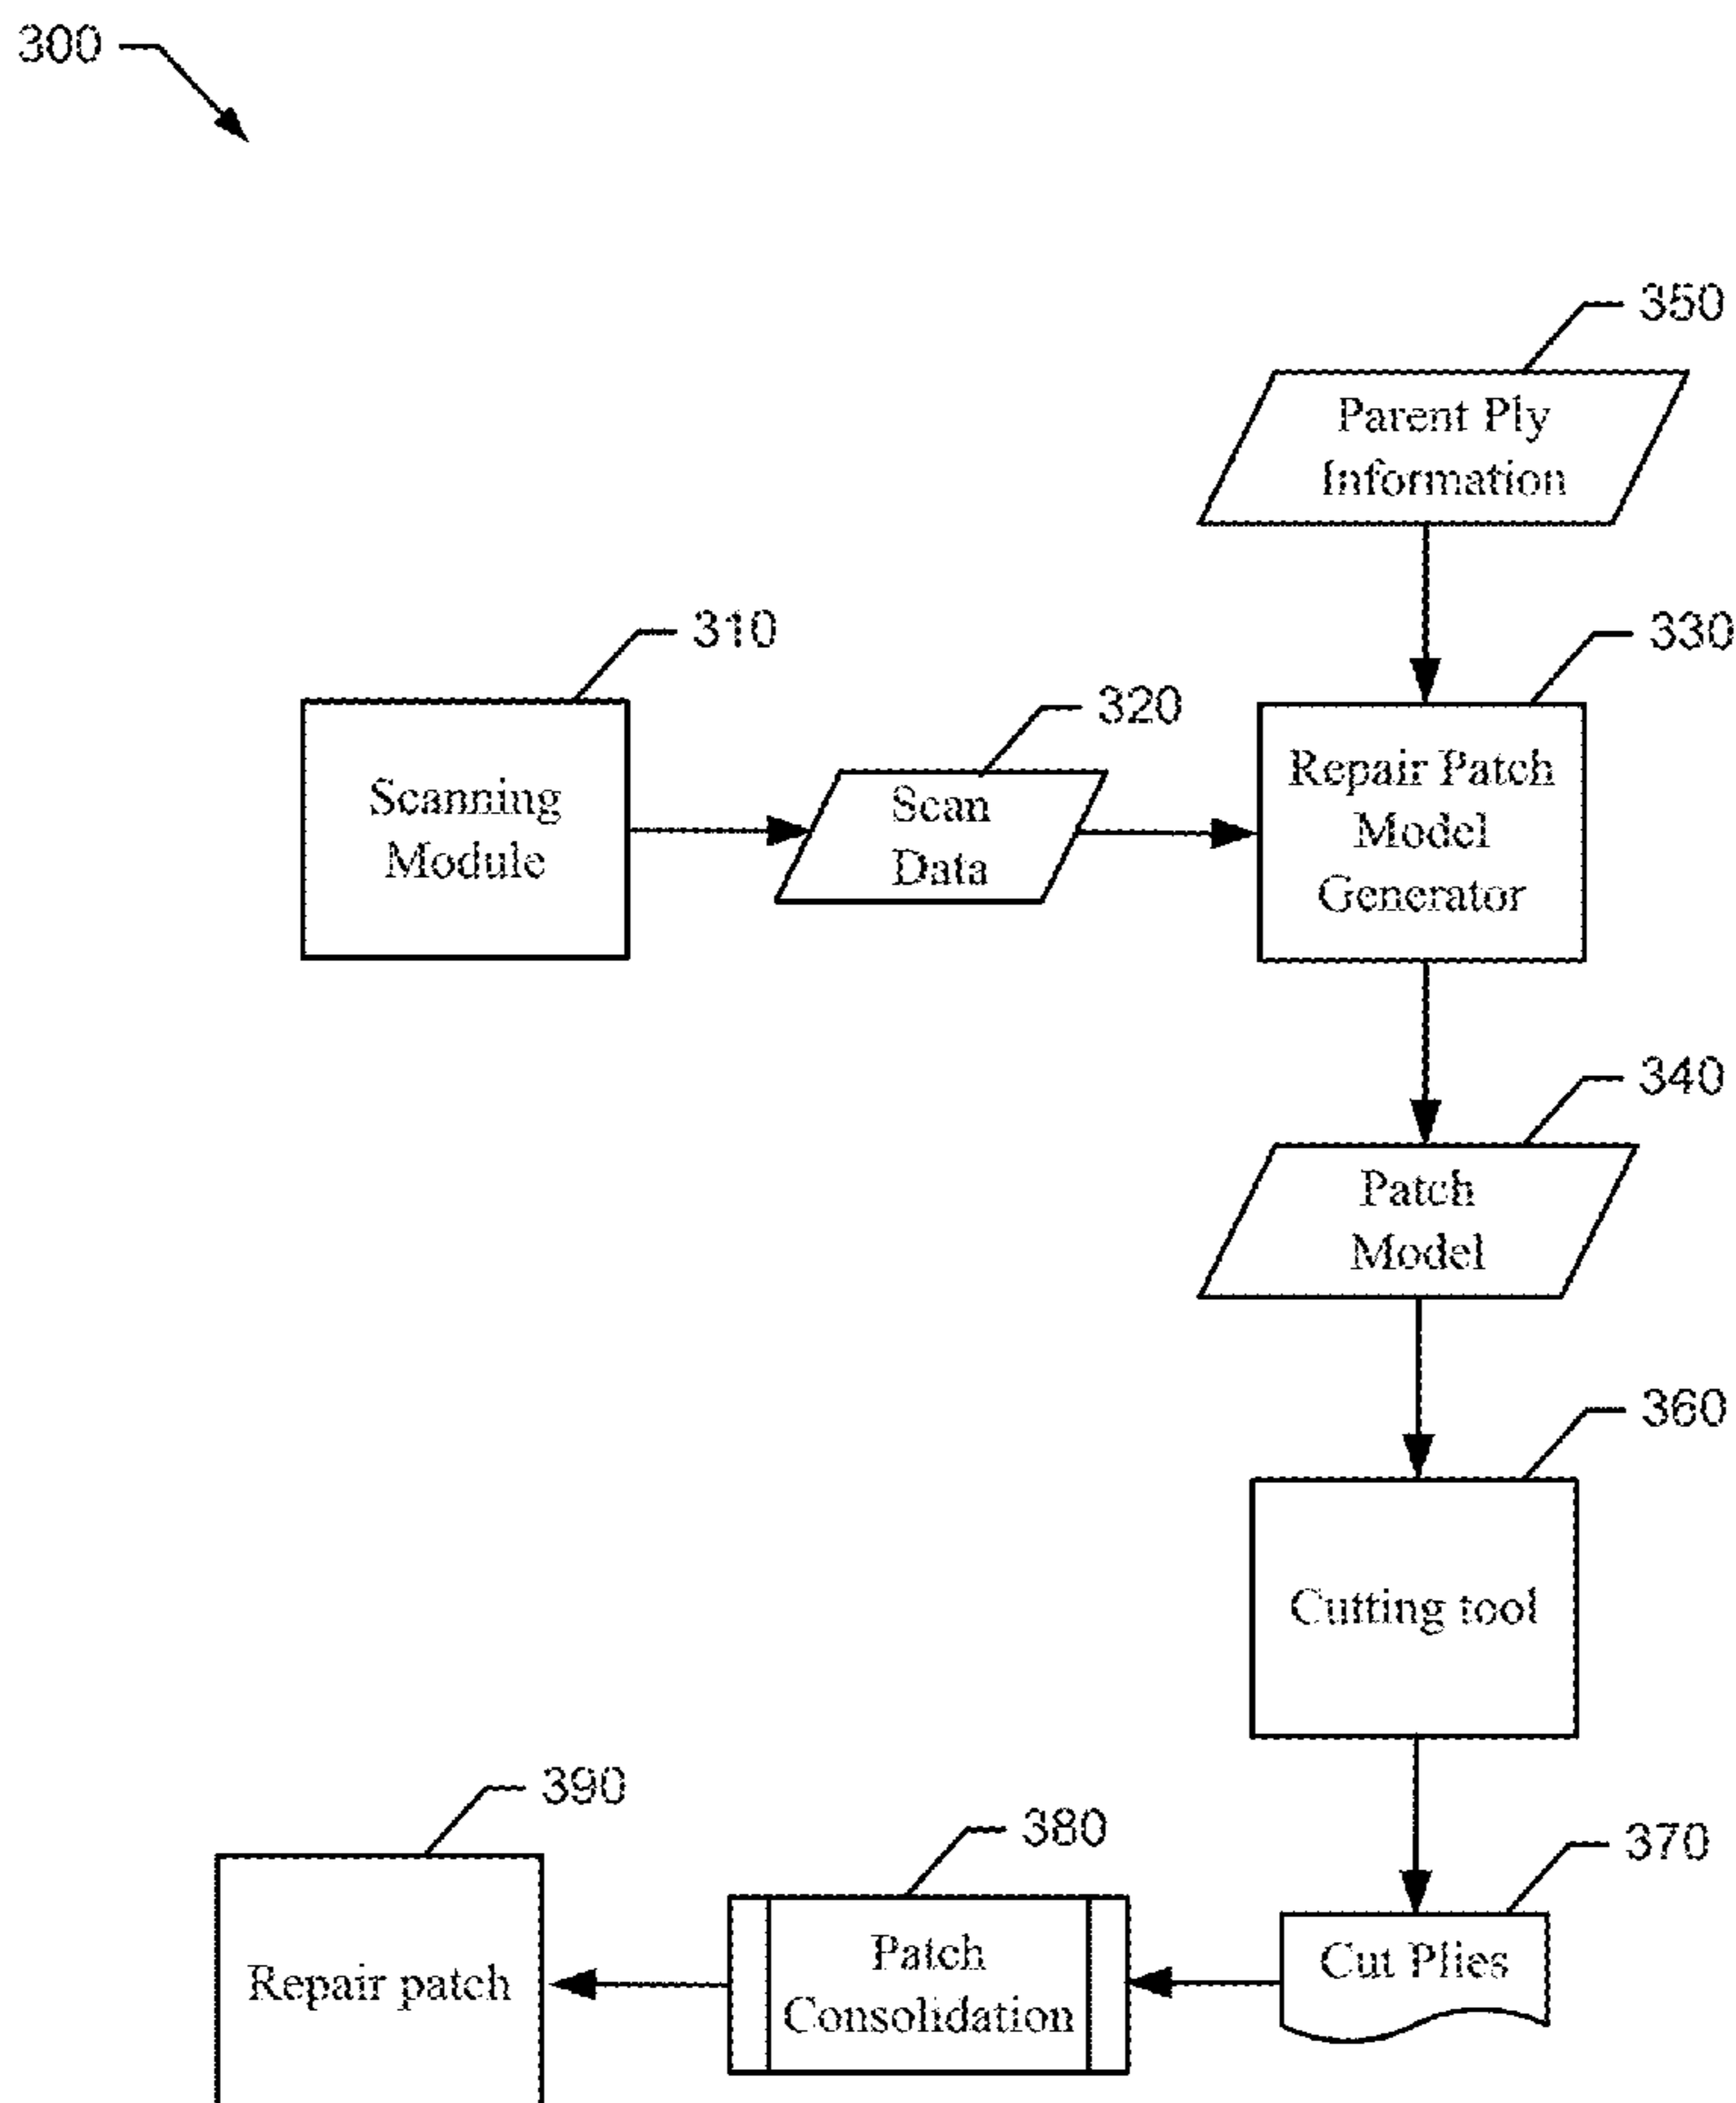 300
350
Parent Ply
Information
310
330
320
Scanning
Module
Scan
Data
Repair Patch
Model
Generator
340
Patch
Model
360
Cutting tool
390
380
370
Repair patch
Patch
Consolidation
Cut Plies